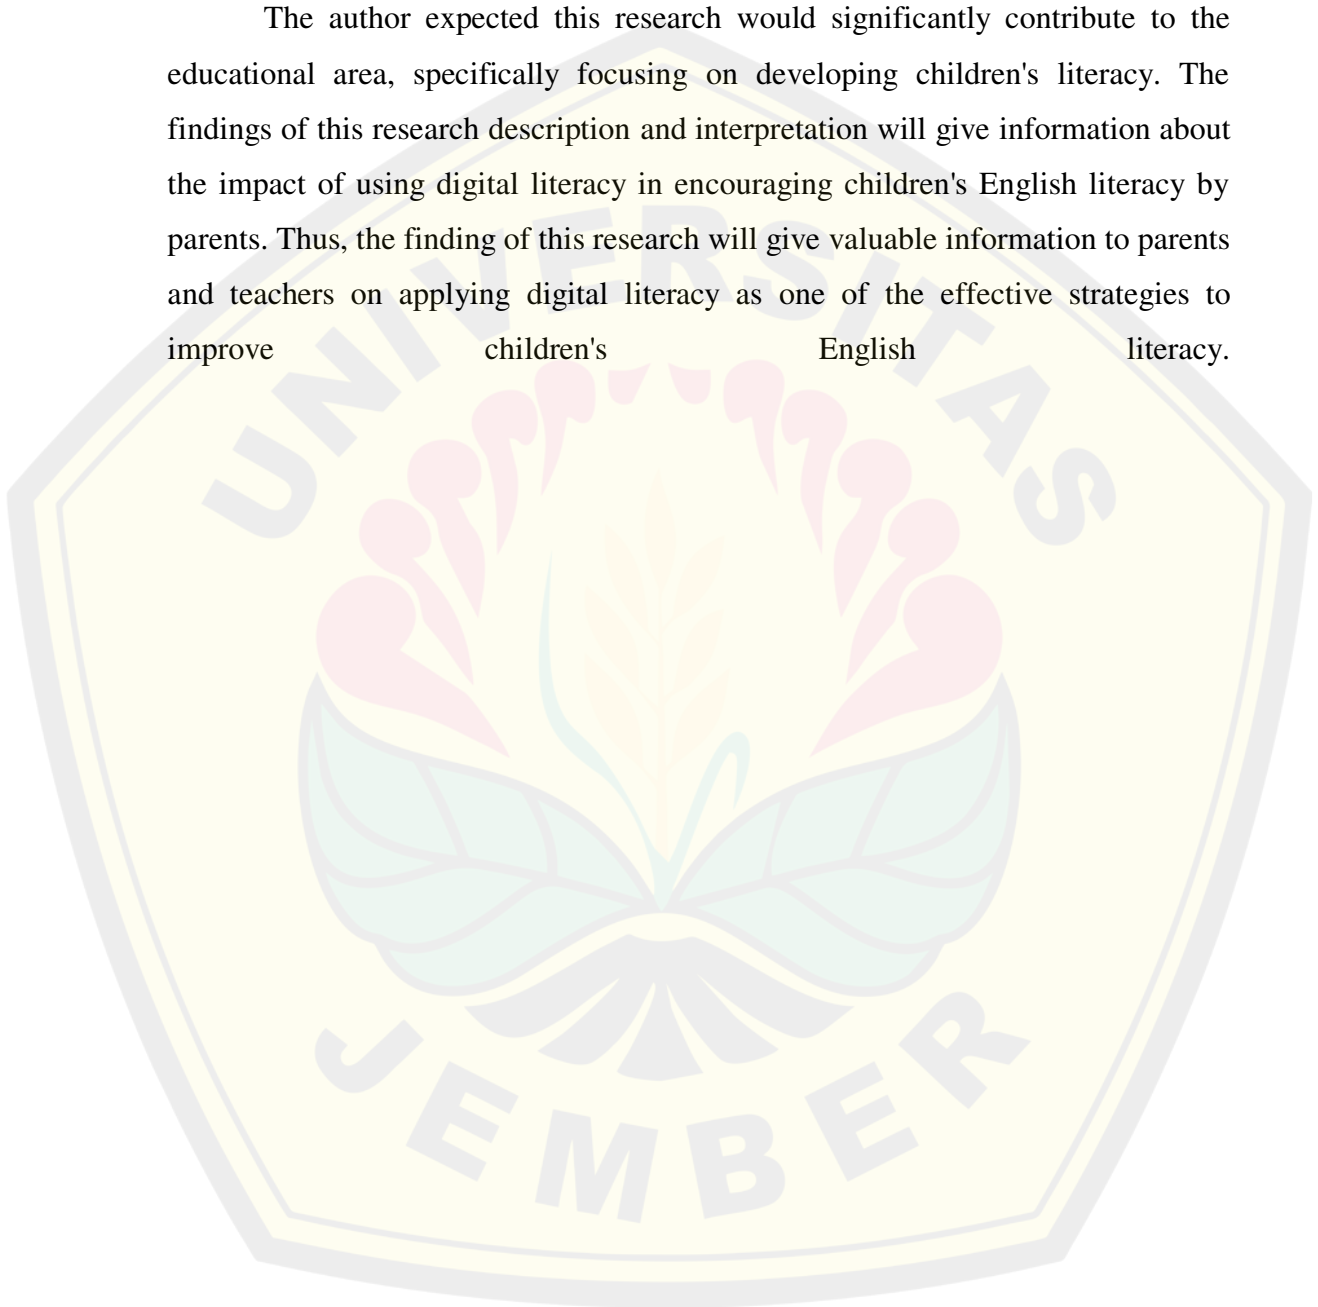 The author expected this research would significantly contribute to the
educational area, specifically focusing on developing children's literacy. The
findings of this research description and interpretation will give information about
the impact of using digital literacy in encouraging children's English literacy by
parents. Thus, the finding of this research will give valuable information to parents
and teachers on applying digital literacy as one of the effective strategies to
improve children's English literacy.
UNIVERSITAS
JEMBER